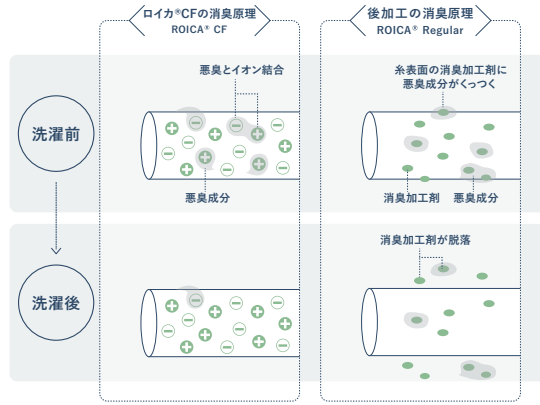 ロイカ®CFの消臭原理
ROICA® CF
後加工の消臭原理
ROICA® Regular
洗濯前
悪臭とイオン結合
悪臭成分
糸表面の消臭加工剤に
悪臭成分がくっつく
消臭加工剤
悪臭成分
洗濯後
消臭加工剤が脱落